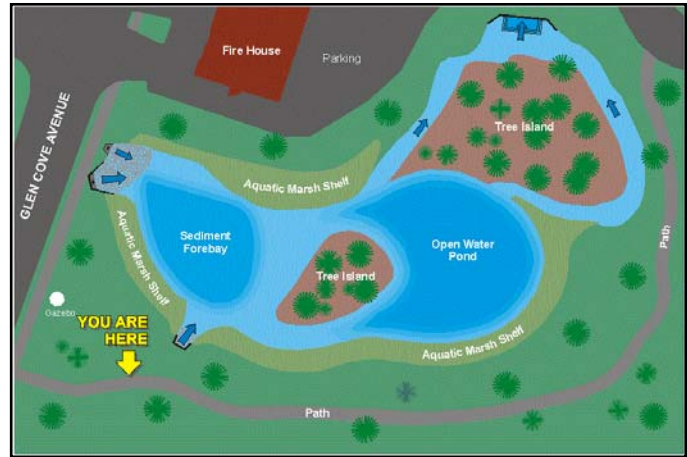 Fire House
Parking
GLEN COVE AVENUE
Tree Island
Aquatic Marsh Shelf
Aquatic Marsh Shelf
Sediment
Forebay
Open Water
Pond
Tree Island
Path
Gazebo
YOU ARE
HERE
Aquatic Marsh Shelf
Path